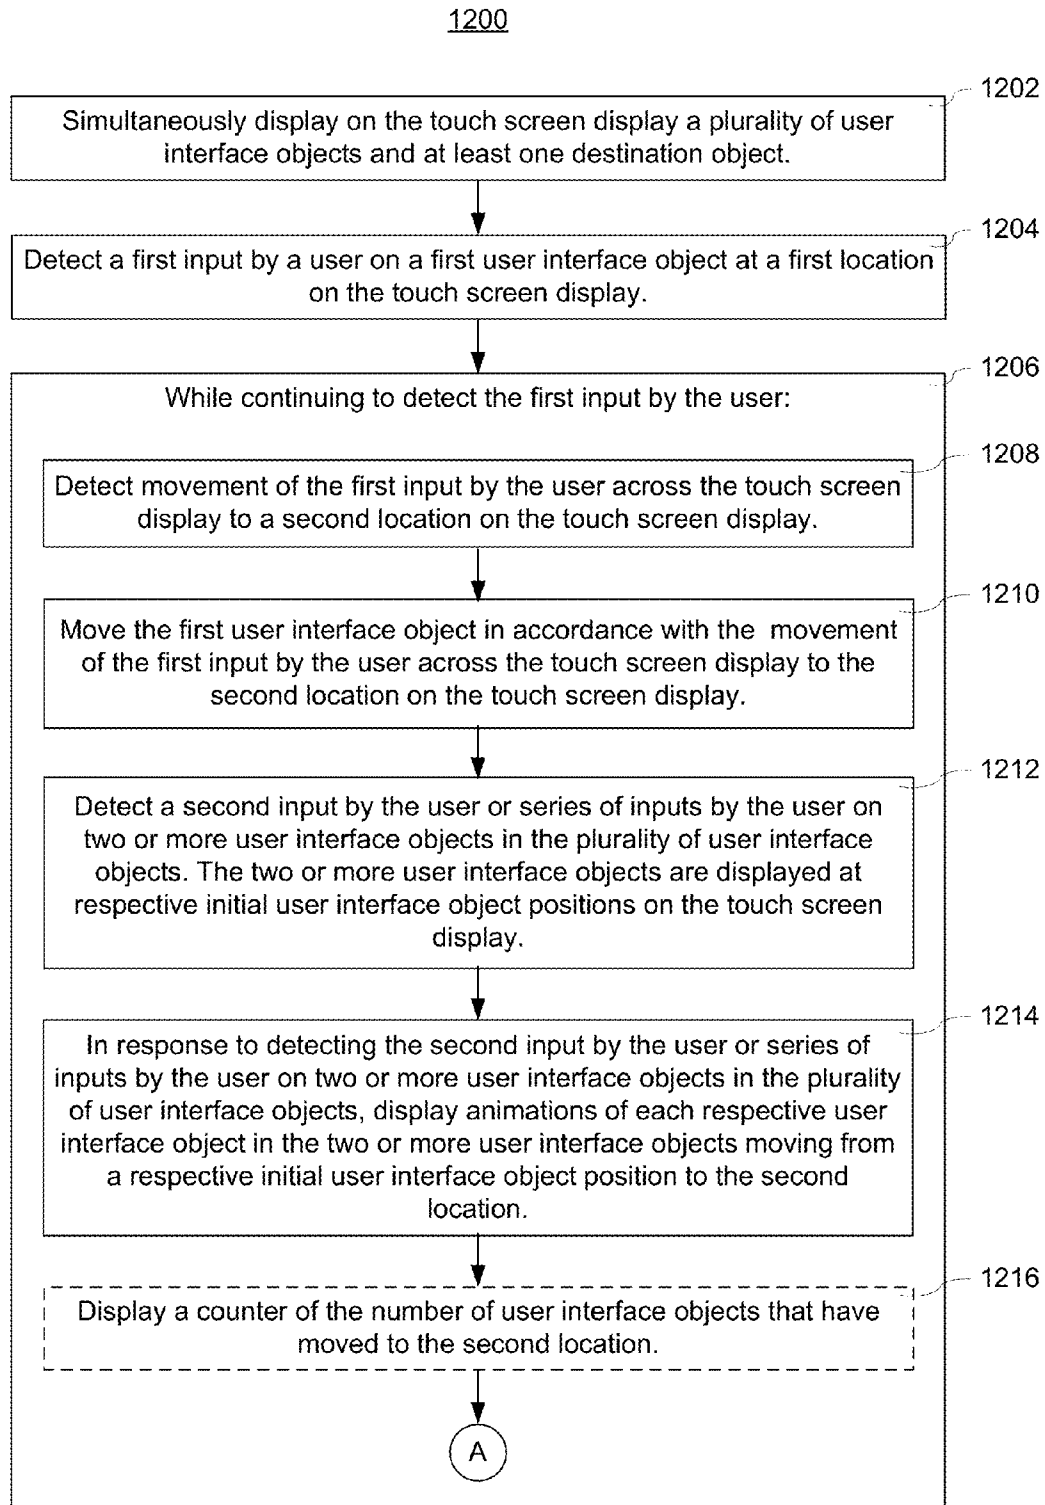 1200
1202
Simultaneously display on the touch screen display a plurality of user
interface objects and at least one destination object.
1204
Detect a first input by a user on a first user interface object at a first location
on the touch screen display.
1206
While continuing to detect the first input by the user:
1208
Detect movement of the first input by the user across the touch screen
display to a second location on the touch screen display.
1210
Move the first user interface object in accordance with the movement
of the first input by the user across the touch screen display to the
second location on the touch screen display.
1212
Detect a second input by the user or series of inputs by the user on
two or more user interface objects in the plurality of user interface
objects. The two or more user interface objects are displayed at
respective initial user interface object positions on the touch screen
display.
1214
In response to detecting the second input by the user or series of
inputs by the user on two or more user interface objects in the plurality
of user interface objects, display animations of each respective user
interface object in the two or more user interface objects moving from
a respective initial user interface object position to the second
location.
1216
Display a counter of the number of user interface objects that have
moved to the second location.
A